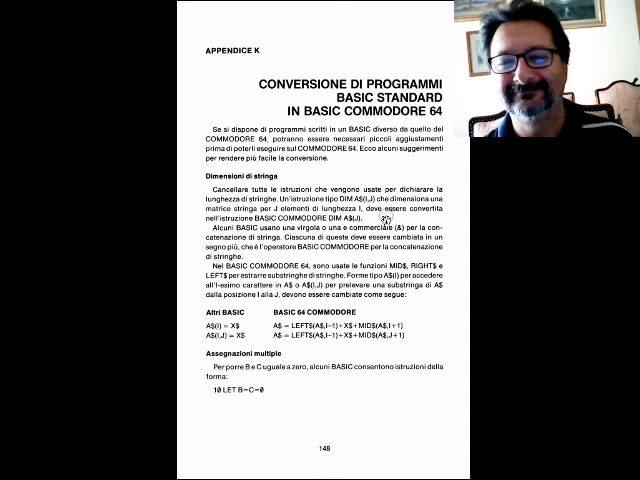 APPENDICE K
CONVERSIONE DI PROGRAMMI
BASIC STANDARD
IN BASIC COMMODORE 64
Se si dispone di programmi scritti in un BASIC diverso da quello del
COMMODORE 64, potranno essere necessari piccoli aggiustamenti
prima di poterli eseguire sul COMMODORE 64. Ecco alcuni suggerimenti
per rendere più facile la conversione.
Dimensioni di stringa
Cancellare tutte le istruzioni che vengono usate per dichiarare la
lunghezza di stringhe. Un'istruzione tipo DIM A$(I,J) che dimensiona una
matrice stringa per J elementi di lunghezza I, deve essere convertita
nell'istruzione BASIC COMMODORE DIM A$(J).
Alcuni BASIC usano una virgola o una e commerciale (&) per la con-
catenazione di stringa. Ciascuna di queste deve essere cambiata in un
segno più, che è l'operatore BASIC COMMODORE per la concatenazione
di stringhe.
Nel BASIC COMMODORE 64, sono usate le funzioni MID$, RIGHT$ e
LEFT$ per estrarre substringhe di stringhe. Forme tipo A$(I) per accedere
all'I-esimo carattere in A$ o A$(I,J) per prelevare una substringa di A$
dalla posizione I alla J, devono essere cambiate come segue:
Altri BASIC BASIC 64 COMMODORE
A$(I) = X$ A$ = LEFT$(A$,I–1)+X$+MID$(A$,I+1)
A$(I,J) = X$ A$ = LEFT$(A$,I–1)+X$+MID$(A$,J+1)
Assegnazioni multiple
Per porre B e C uguale a zero, alcuni BASIC consentono istruzioni della
forma:
10 LET B=C=0
148